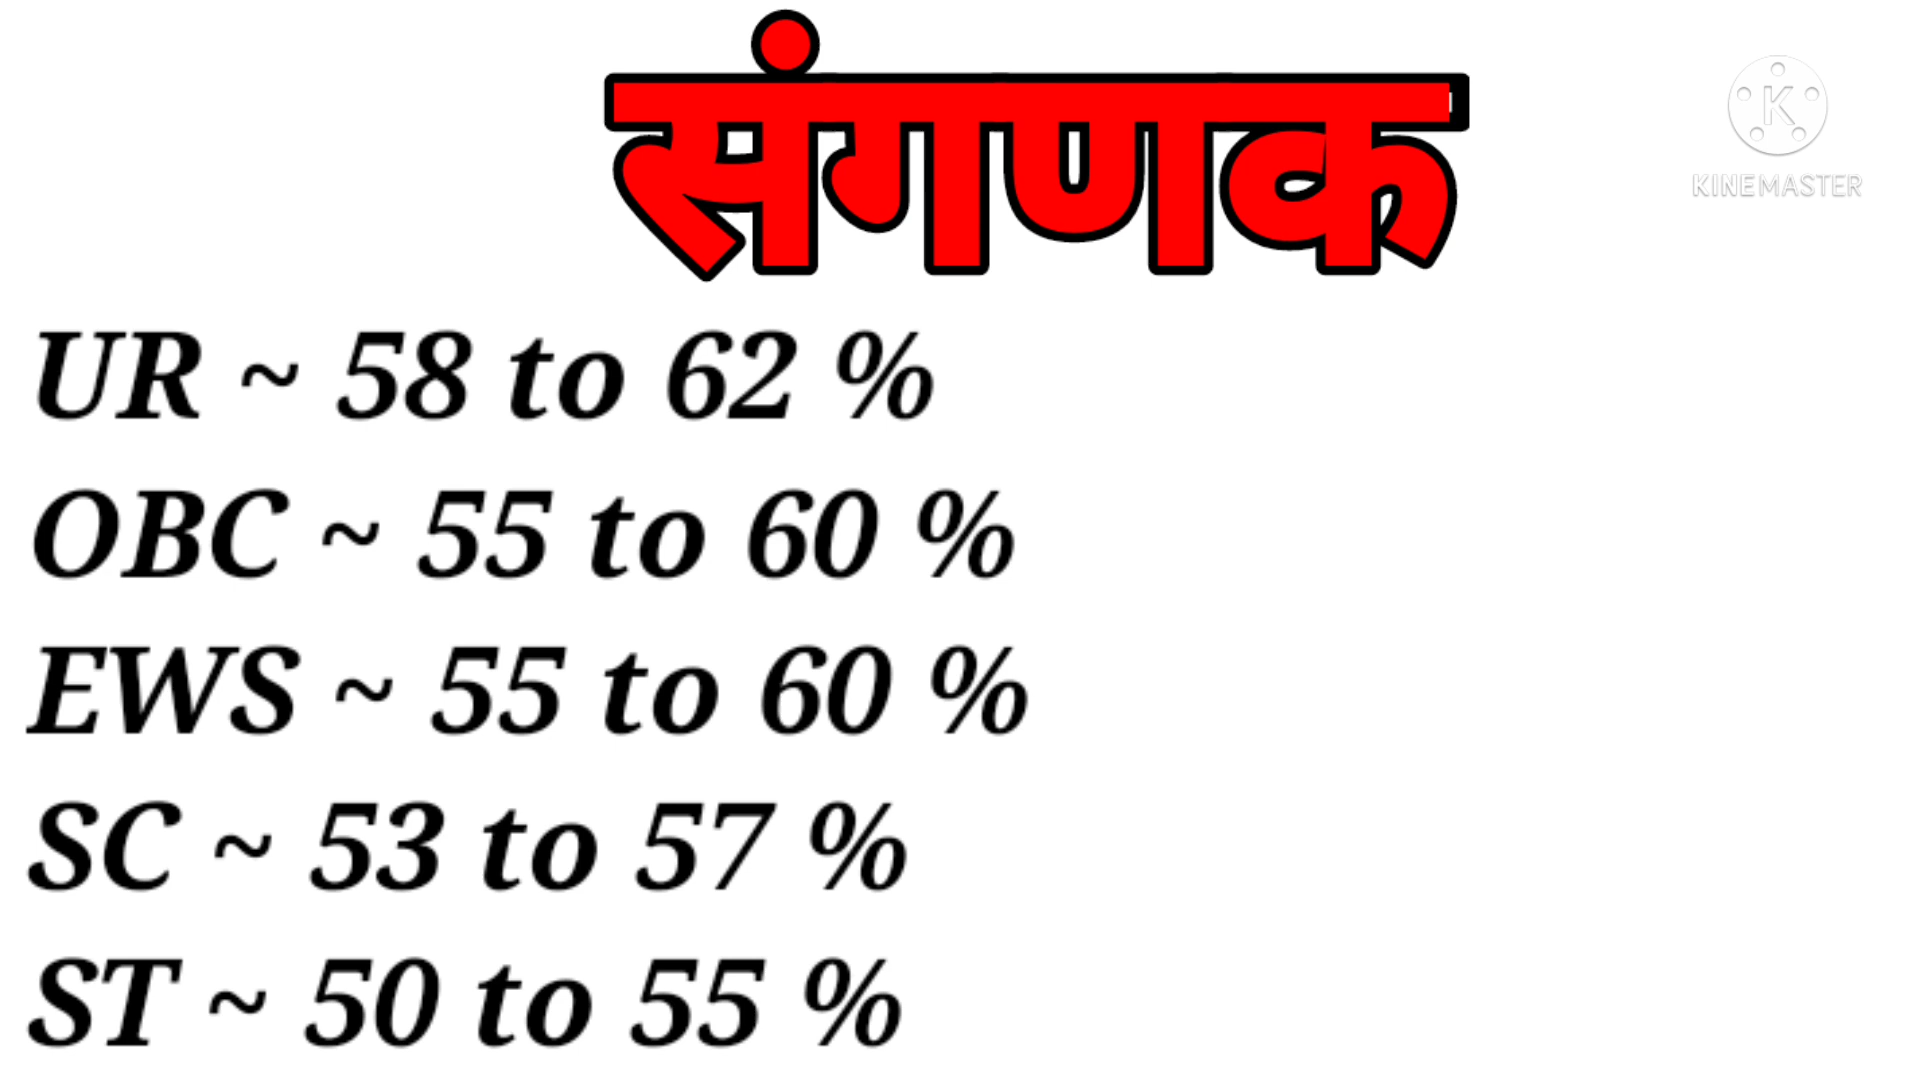 संगणक
K
KINEMASTER
UR ~ 58 to 62 %
OBC ~ 55 to 60 %
EWS ~ 55 to 60 %
SC ~ 53 to 57 %
ST ~ 50 to 55 %